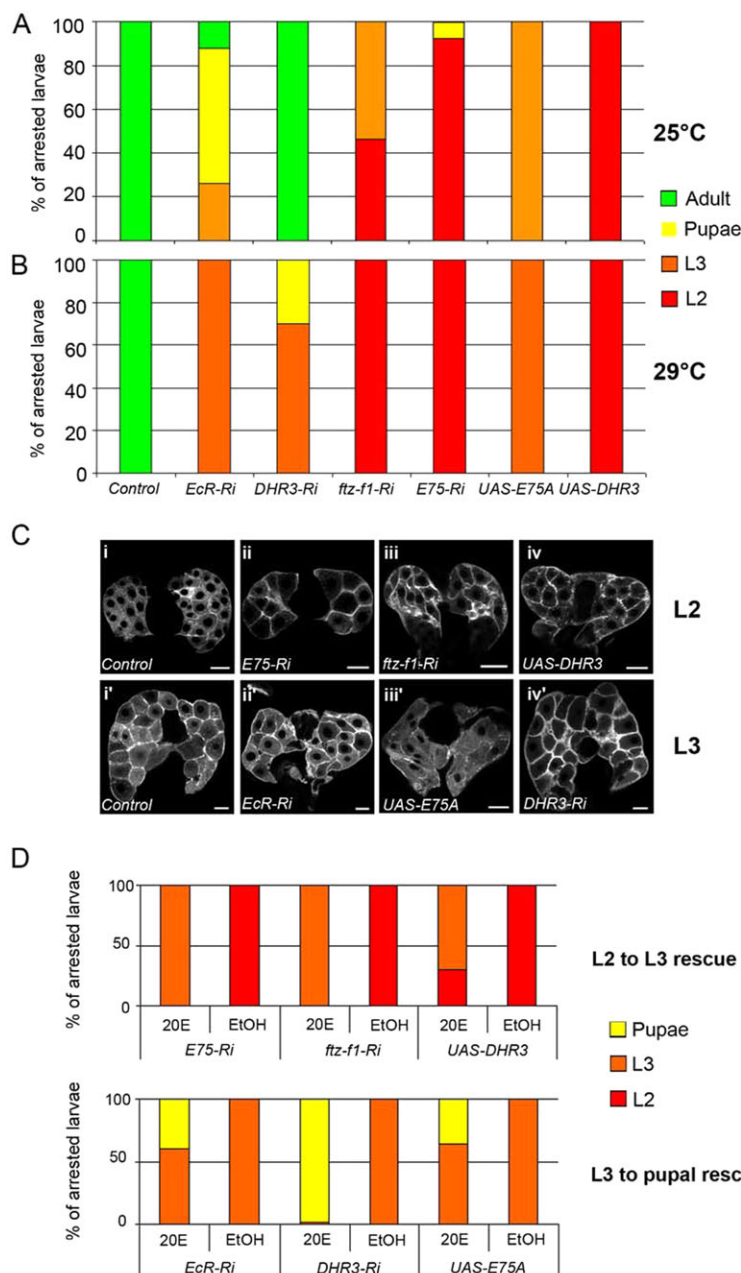 A
100
80
60
40
20
0
% of arrested larvae
25°C
Adult
Pupae
L3
L2
B
100
80
60
40
20
0
% of arrested larvae
29°C
Control EcR-Ri DHR3-Ri ftz-f1-Ri E75-Ri UAS-E75A UAS-DHR3
C
i ii iii iv
Control E75-Ri ftz-f1-Ri UAS-DHR3
L2
i' ii' iii' iv'
Control EcR-Ri UAS-E75A DHR3-Ri
L3
D
100
50
0
% of arrested larvae
20E EtOH 20E EtOH 20E EtOH
E75-Ri ftz-f1-Ri UAS-DHR3
L2 to L3 rescue
Pupae
L3
L2
100
50
0
% of arrested larvae
20E EtOH 20E EtOH 20E EtOH
EcR-Ri DHR3-Ri UAS-E75A
L3 to pupal resc